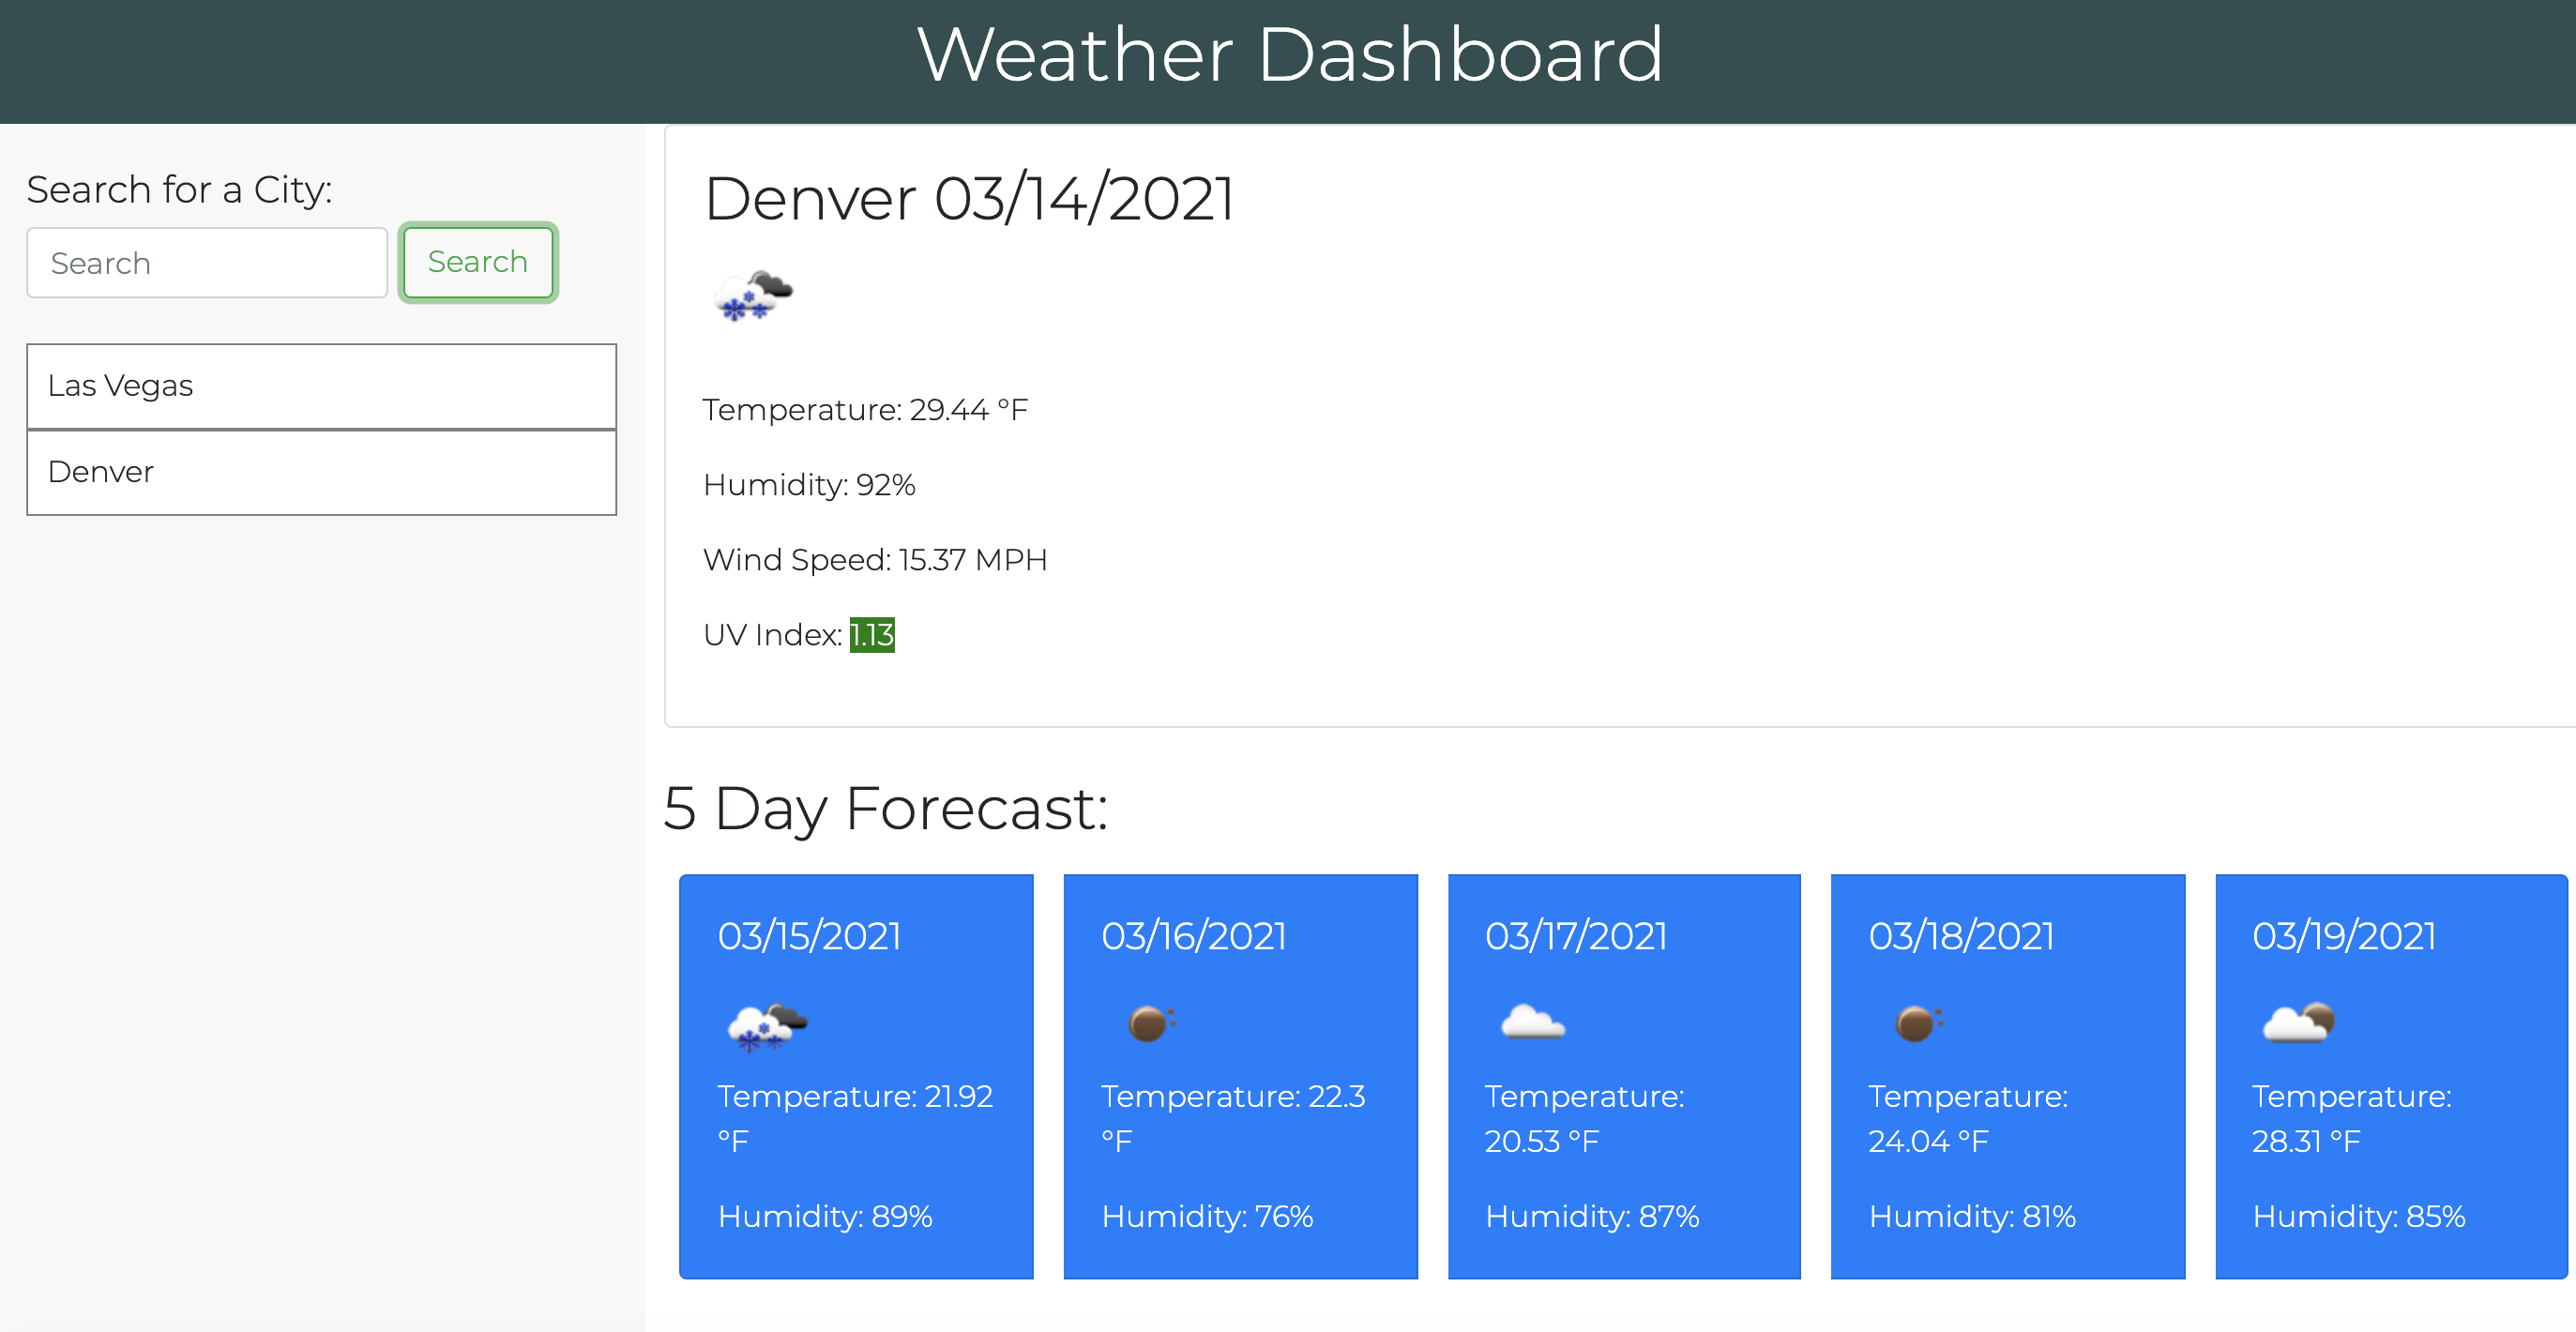 Weather Dashboard
Search for a City:
Search
Search
Las Vegas
Denver
Denver 03/14/2021
Temperature: 29.44 °F
Humidity: 92%
Wind Speed: 15.37 MPH
UV Index: 1.13
5 Day Forecast:
03/15/2021
Temperature: 21.92
°F
Humidity: 89%
03/16/2021
Temperature: 22.3
°F
Humidity: 76%
03/17/2021
Temperature:
20.53 °F
Humidity: 87%
03/18/2021
Temperature:
24.04 °F
Humidity: 81%
03/19/2021
Temperature:
28.31 °F
Humidity: 85%